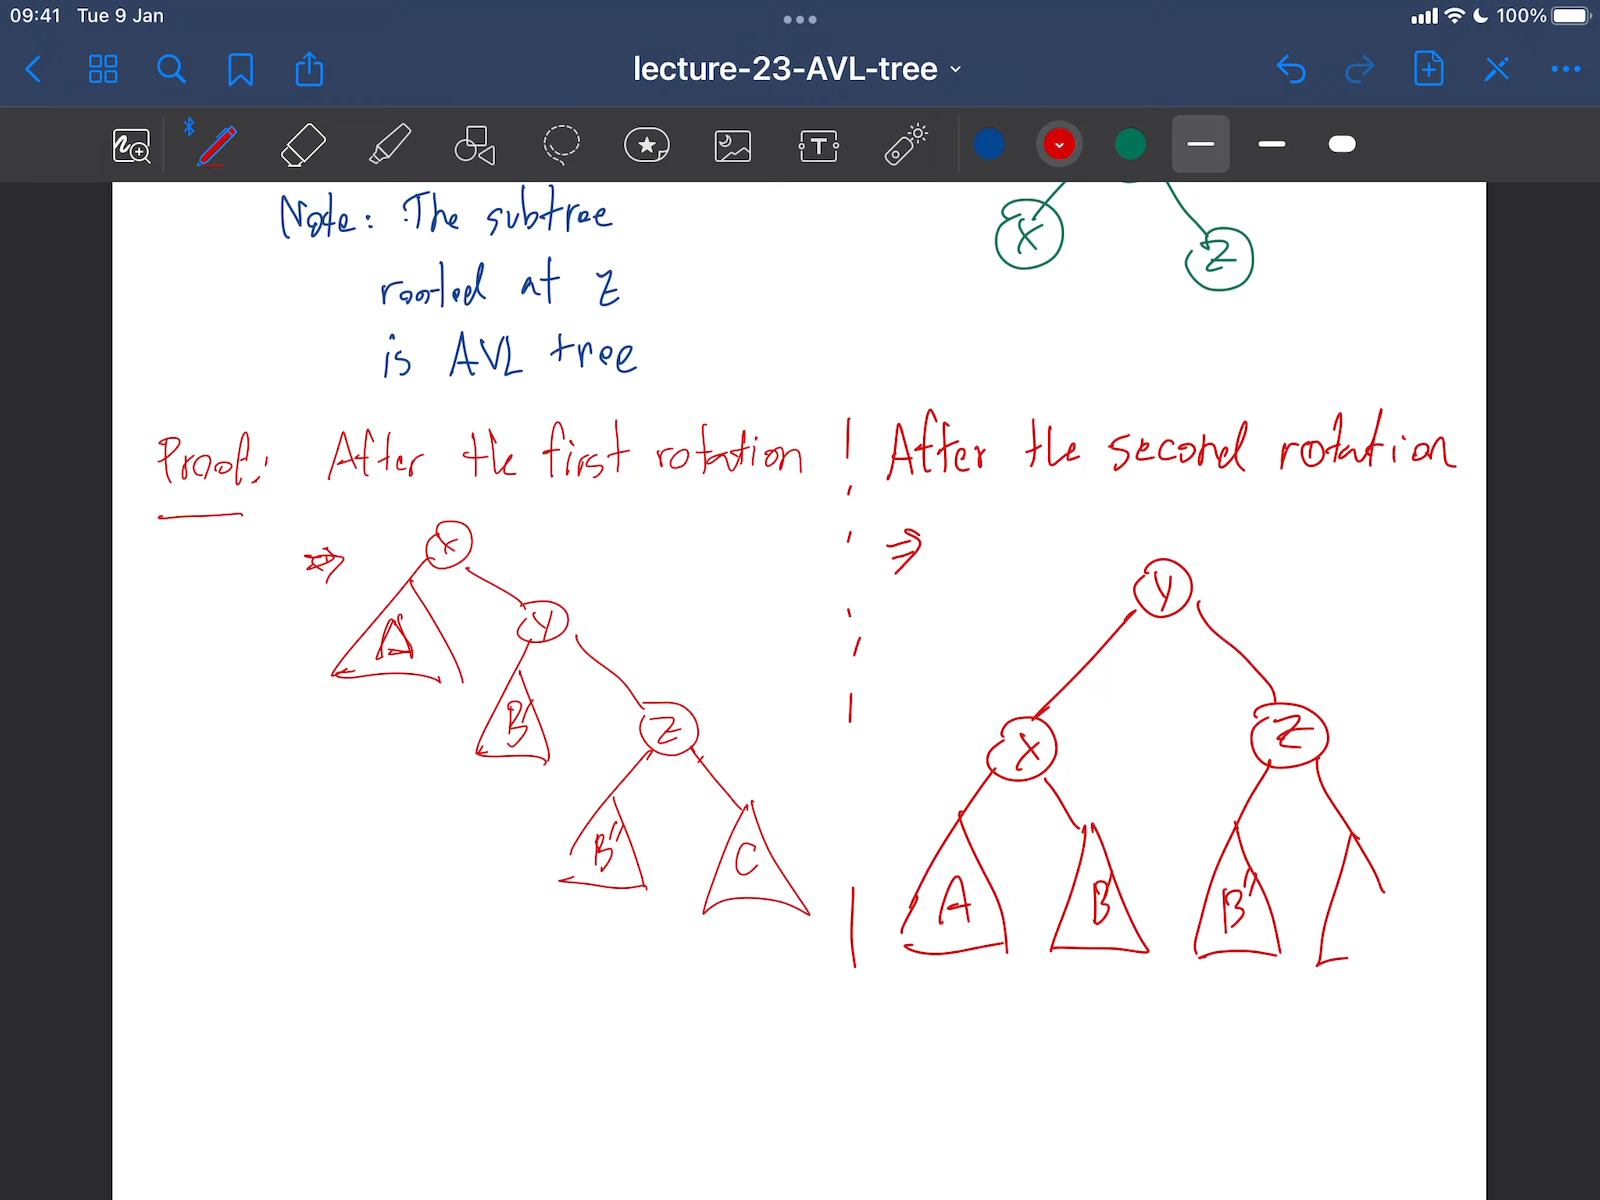 09:41 Tue 9 Jan
100%
lecture-23-AVL-tree
T
Note: The subtree
rooted at Z
is AVL tree
X
Z
Proof: After the first rotation
After the second rotation
⇒
X
A
Y
B'
Z
B''
C
⇒
Y
X
Z
A
B
B''